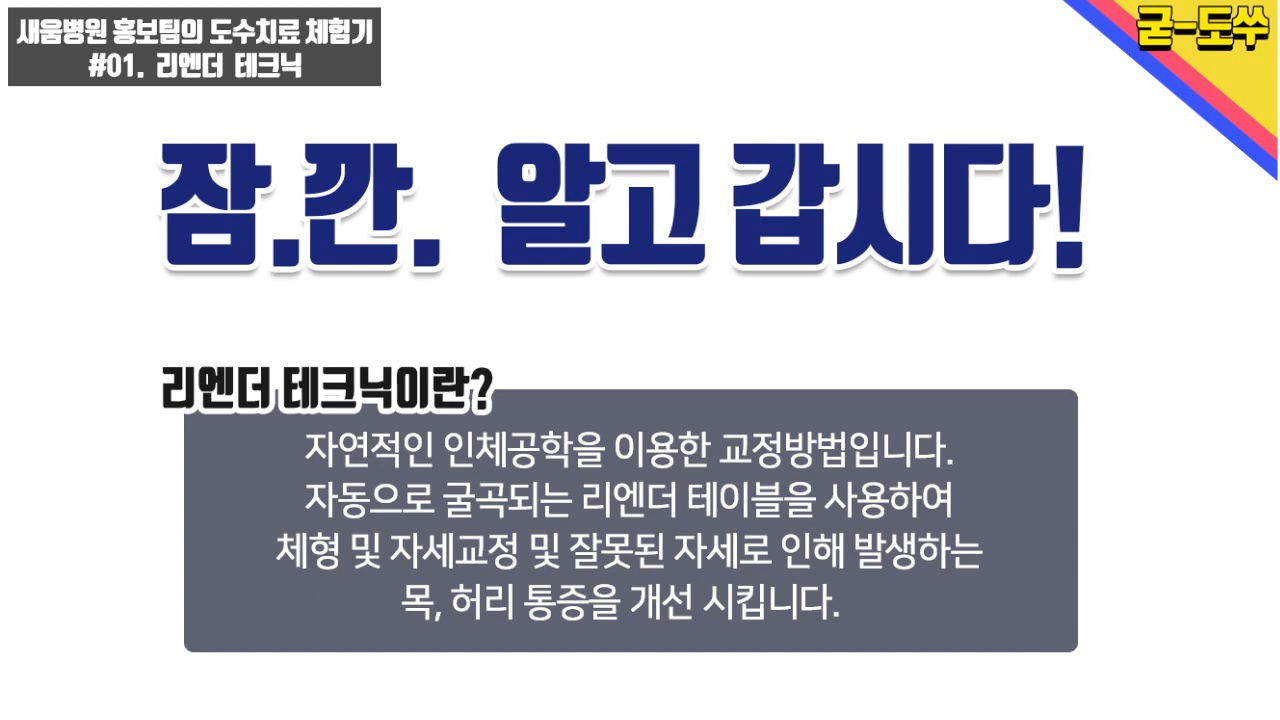 새움병원 홍보팀의 도수치료 체험기
#01. 리엔더 테크닉
굳-도쑤
잠.깐. 알고 갑시다!
리엔더 테크닉이란?
자연적인 인체공학을 이용한 교정방법입니다.
자동으로 굴곡되는 리엔더 테이블을 사용하여
체형 및 자세교정 및 잘못된 자세로 인해 발생하는
목, 허리 통증을 개선 시킵니다.